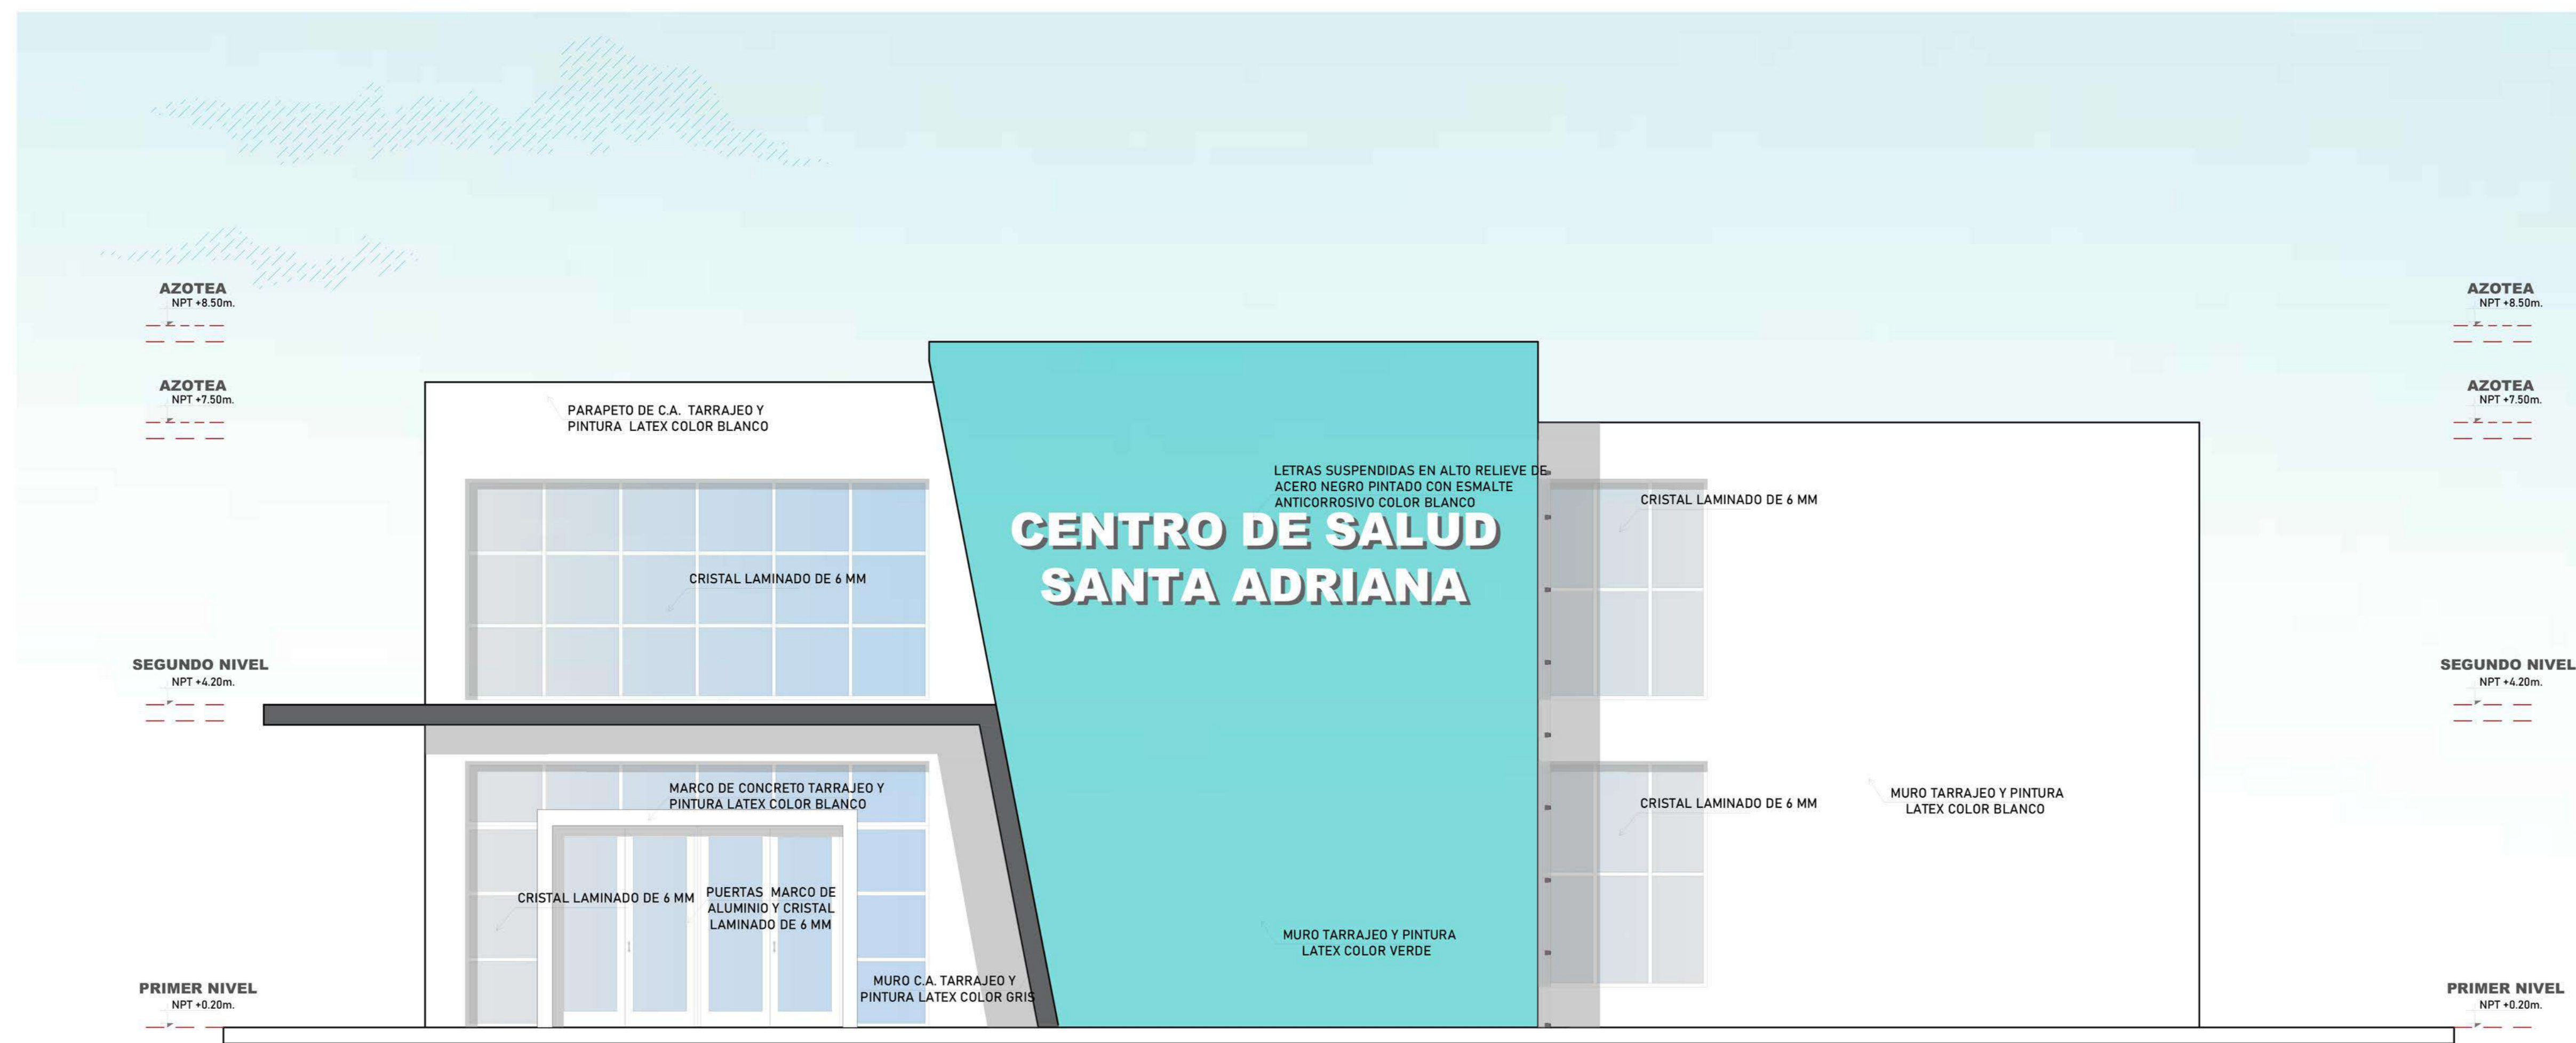 AZOTEA
NPT +8.50m.
AZOTEA
NPT +8.50m.
AZOTEA
NPT +7.50m.
AZOTEA
NPT +7.50m.
PARAPETO DE C.A. TARRAJEO Y
PINTURA LATEX COLOR BLANCO
LETRAS SUSPENDIDAS EN ALTO RELIEVE DE
ACERO NEGRO PINTADO CON ESMALTE
ANTICORROSIVO COLOR BLANCO
CRISTAL LAMINADO DE 6 MM
CENTRO DE SALUD
SANTA ADRIANA
CRISTAL LAMINADO DE 6 MM
SEGUNDO NIVEL
NPT +4.20m.
SEGUNDO NIVEL
NPT +4.20m.
MARCO DE CONCRETO TARRAJEO Y
PINTURA LATEX COLOR BLANCO
CRISTAL LAMINADO DE 6 MM
MURO TARRAJEO Y PINTURA
LATEX COLOR BLANCO
CRISTAL LAMINADO DE 6 MM
PUERTAS MARCO DE
ALUMINIO Y CRISTAL
LAMINADO DE 6 MM
MURO TARRAJEO Y PINTURA
LATEX COLOR VERDE
MURO C.A. TARRAJEO Y
PINTURA LATEX COLOR GRIS
PRIMER NIVEL
NPT +0.20m.
PRIMER NIVEL
NPT +0.20m.